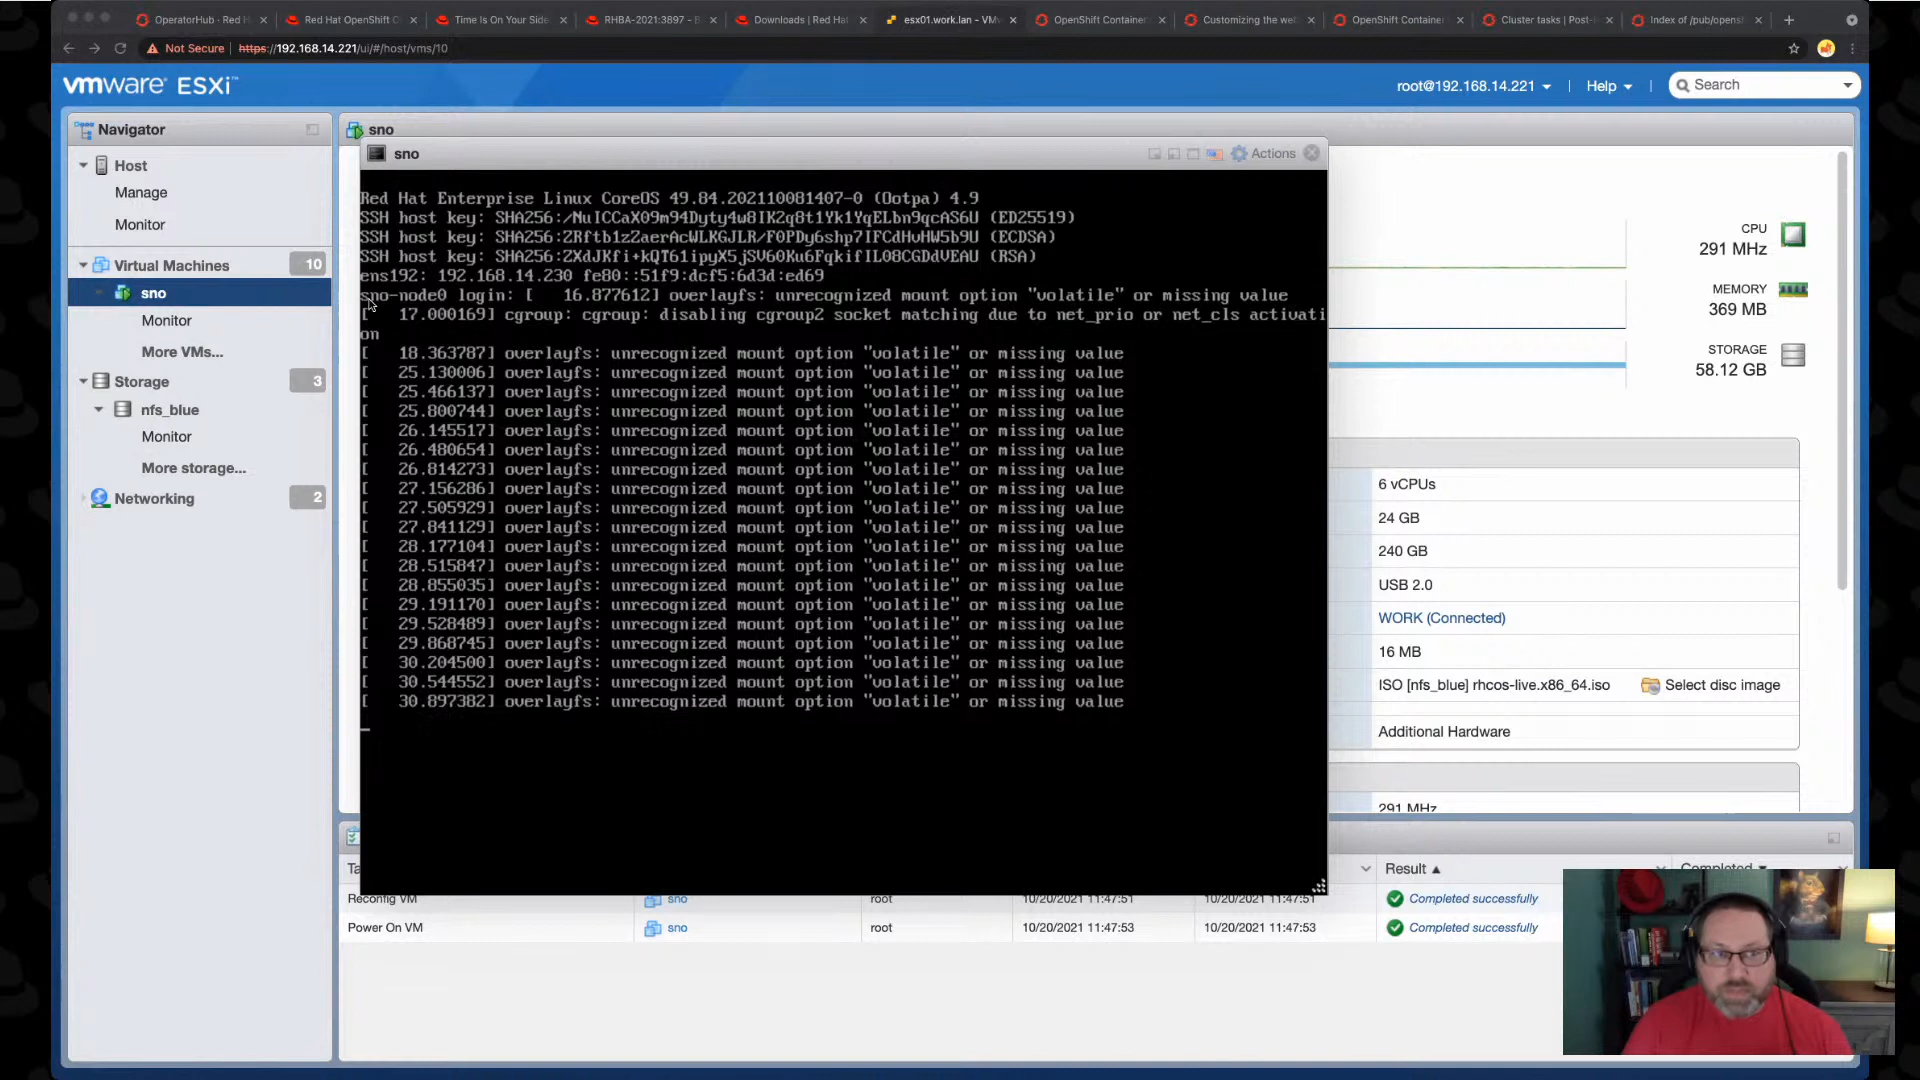 OperatorHub - Red H
Red Hat OpenShift C
Time Is On Your Side
RHBA-2021:3897 - B
Downloads | Red Hat
esx01.work.lan - VM
OpenShift Container
Customizing the we
OpenShift Container
Cluster tasks | Post-i
Index of /pub/opens
Not Secure | https://192.168.14.221/ui/#/host/vms/10
vmware ESXi
root@192.168.14.221 | Help | Search
Navigator
Host
Manage
Monitor
Virtual Machines 10
sno
Monitor
More VMs...
Storage 3
nfs_blue
Monitor
More storage...
Networking 2
sno
sno Actions
Red Hat Enterprise Linux CoreOS 49.84.202110081407-0 (Ootpa) 4.9
SSH host key: SHA256:/NuICCaX09m94Dyty4w8IK2q8t1Yk1YqELbn9qcAS6U (ED25519)
SSH host key: SHA256:ZRftb1zZaerAcWLKGJLR/F0PDy6shp7IFCdHvHW5b9U (ECDSA)
SSH host key: SHA256:ZXdJKfi+kQT61ipyX5jSV60Ku6FqkifIL08CGDdVEAU (RSA)
ens192: 192.168.14.230 fe80::51f9:dcf5:6d3d:ed69
sno-node0 login: [   16.877612] overlayfs: unrecognized mount option "volatile" or missing value
[   17.000169] cgroup: cgroup: disabling cgroup2 socket matching due to net_prio or net_cls activati
on
[   18.363787] overlayfs: unrecognized mount option "volatile" or missing value
[   25.130006] overlayfs: unrecognized mount option "volatile" or missing value
[   25.466137] overlayfs: unrecognized mount option "volatile" or missing value
[   25.800744] overlayfs: unrecognized mount option "volatile" or missing value
[   26.145517] overlayfs: unrecognized mount option "volatile" or missing value
[   26.480654] overlayfs: unrecognized mount option "volatile" or missing value
[   26.814273] overlayfs: unrecognized mount option "volatile" or missing value
[   27.156286] overlayfs: unrecognized mount option "volatile" or missing value
[   27.505929] overlayfs: unrecognized mount option "volatile" or missing value
[   27.841129] overlayfs: unrecognized mount option "volatile" or missing value
[   28.177104] overlayfs: unrecognized mount option "volatile" or missing value
[   28.515847] overlayfs: unrecognized mount option "volatile" or missing value
[   28.855035] overlayfs: unrecognized mount option "volatile" or missing value
[   29.191170] overlayfs: unrecognized mount option "volatile" or missing value
[   29.528489] overlayfs: unrecognized mount option "volatile" or missing value
[   29.868745] overlayfs: unrecognized mount option "volatile" or missing value
[   30.204500] overlayfs: unrecognized mount option "volatile" or missing value
[   30.544552] overlayfs: unrecognized mount option "volatile" or missing value
[   30.897382] overlayfs: unrecognized mount option "volatile" or missing value
CPU
291 MHz
MEMORY
369 MB
STORAGE
58.12 GB
6 vCPUs
24 GB
240 GB
USB 2.0
WORK (Connected)
16 MB
ISO [nfs_blue] rhcos-live.x86_64.iso Select disc image
Additional Hardware
291 MHz
Ta Result Completed
Reconfig VM sno root 10/20/2021 11:47:51 10/20/2021 11:47:51 Completed successfully
Power On VM sno root 10/20/2021 11:47:53 10/20/2021 11:47:53 Completed successfully